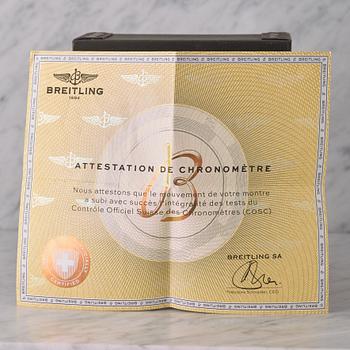 BREITLING
1884
ATTESTATION DE CHRONOMÈTRE
Nous attestons que le mouvement de votre montre
a subi avec succès l'intégralité des tests du
Contrôle Officiel Suisse des Chronomètres (COSC)
BREITLING SA
CERTIFIED